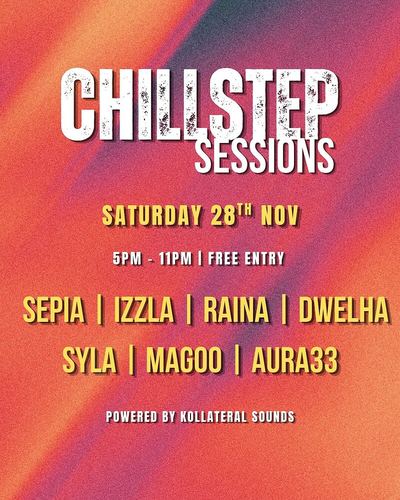 CHILLSTEP
SESSIONS
SATURDAY 28TH NOV
5PM - 11PM | FREE ENTRY
SEPIA | IZZLA | RAINA | DWELHA
SYLA | MAGOO | AURA33
POWERED BY KOLLATERAL SOUNDS